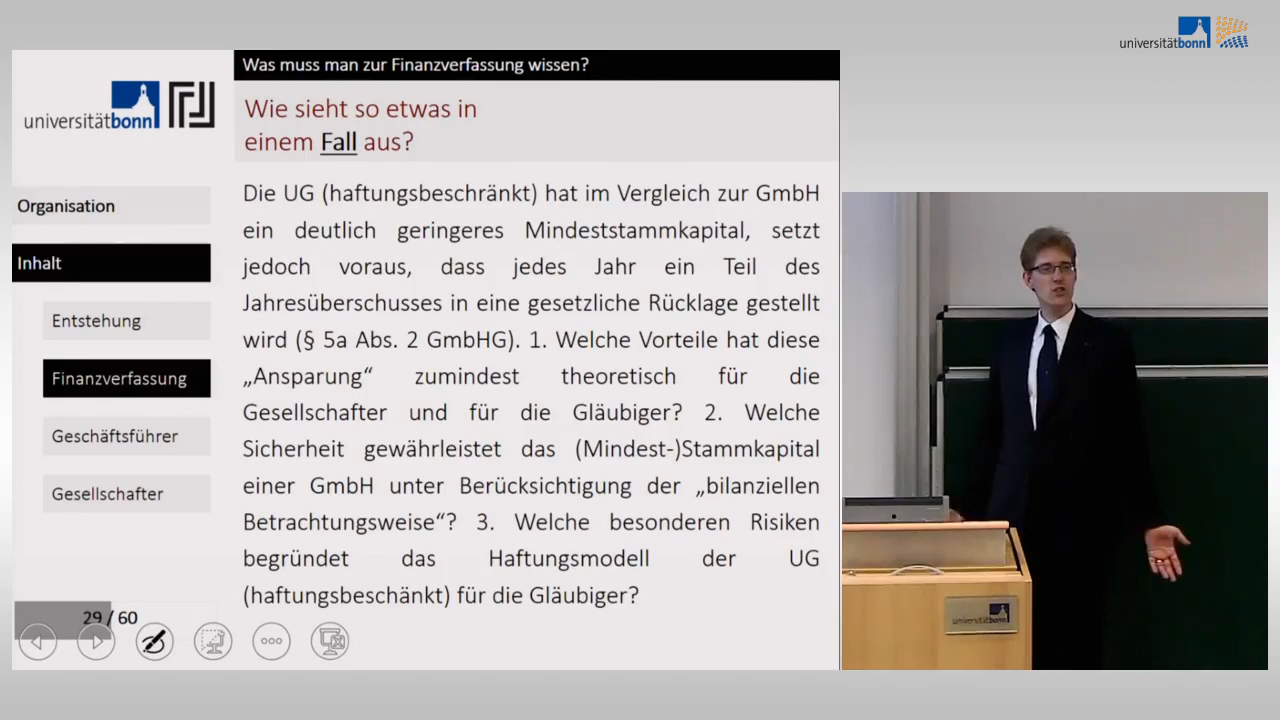 universitätbonn
Was muss man zur Finanzverfassung wissen?
universitätbonn
Wie sieht so etwas in
einem Fall aus?
Organisation
Inhalt
Entstehung
Finanzverfassung
Geschäftsführer
Gesellschafter
Die UG (haftungsbeschränkt) hat im Vergleich zur GmbH
ein deutlich geringeres Mindeststammkapital, setzt
jedoch voraus, dass jedes Jahr ein Teil des
Jahresüberschusses in eine gesetzliche Rücklage gestellt
wird (§ 5a Abs. 2 GmbHG). 1. Welche Vorteile hat diese
„Ansparung“ zumindest theoretisch für die
Gesellschafter und für die Gläubiger? 2. Welche
Sicherheit gewährleistet das (Mindest-)Stammkapital
einer GmbH unter Berücksichtigung der „bilanziellen
Betrachtungsweise“? 3. Welche besonderen Risiken
begründet das Haftungsmodell der UG
(haftungsbeschänkt) für die Gläubiger?
29 / 60
universitätbonn